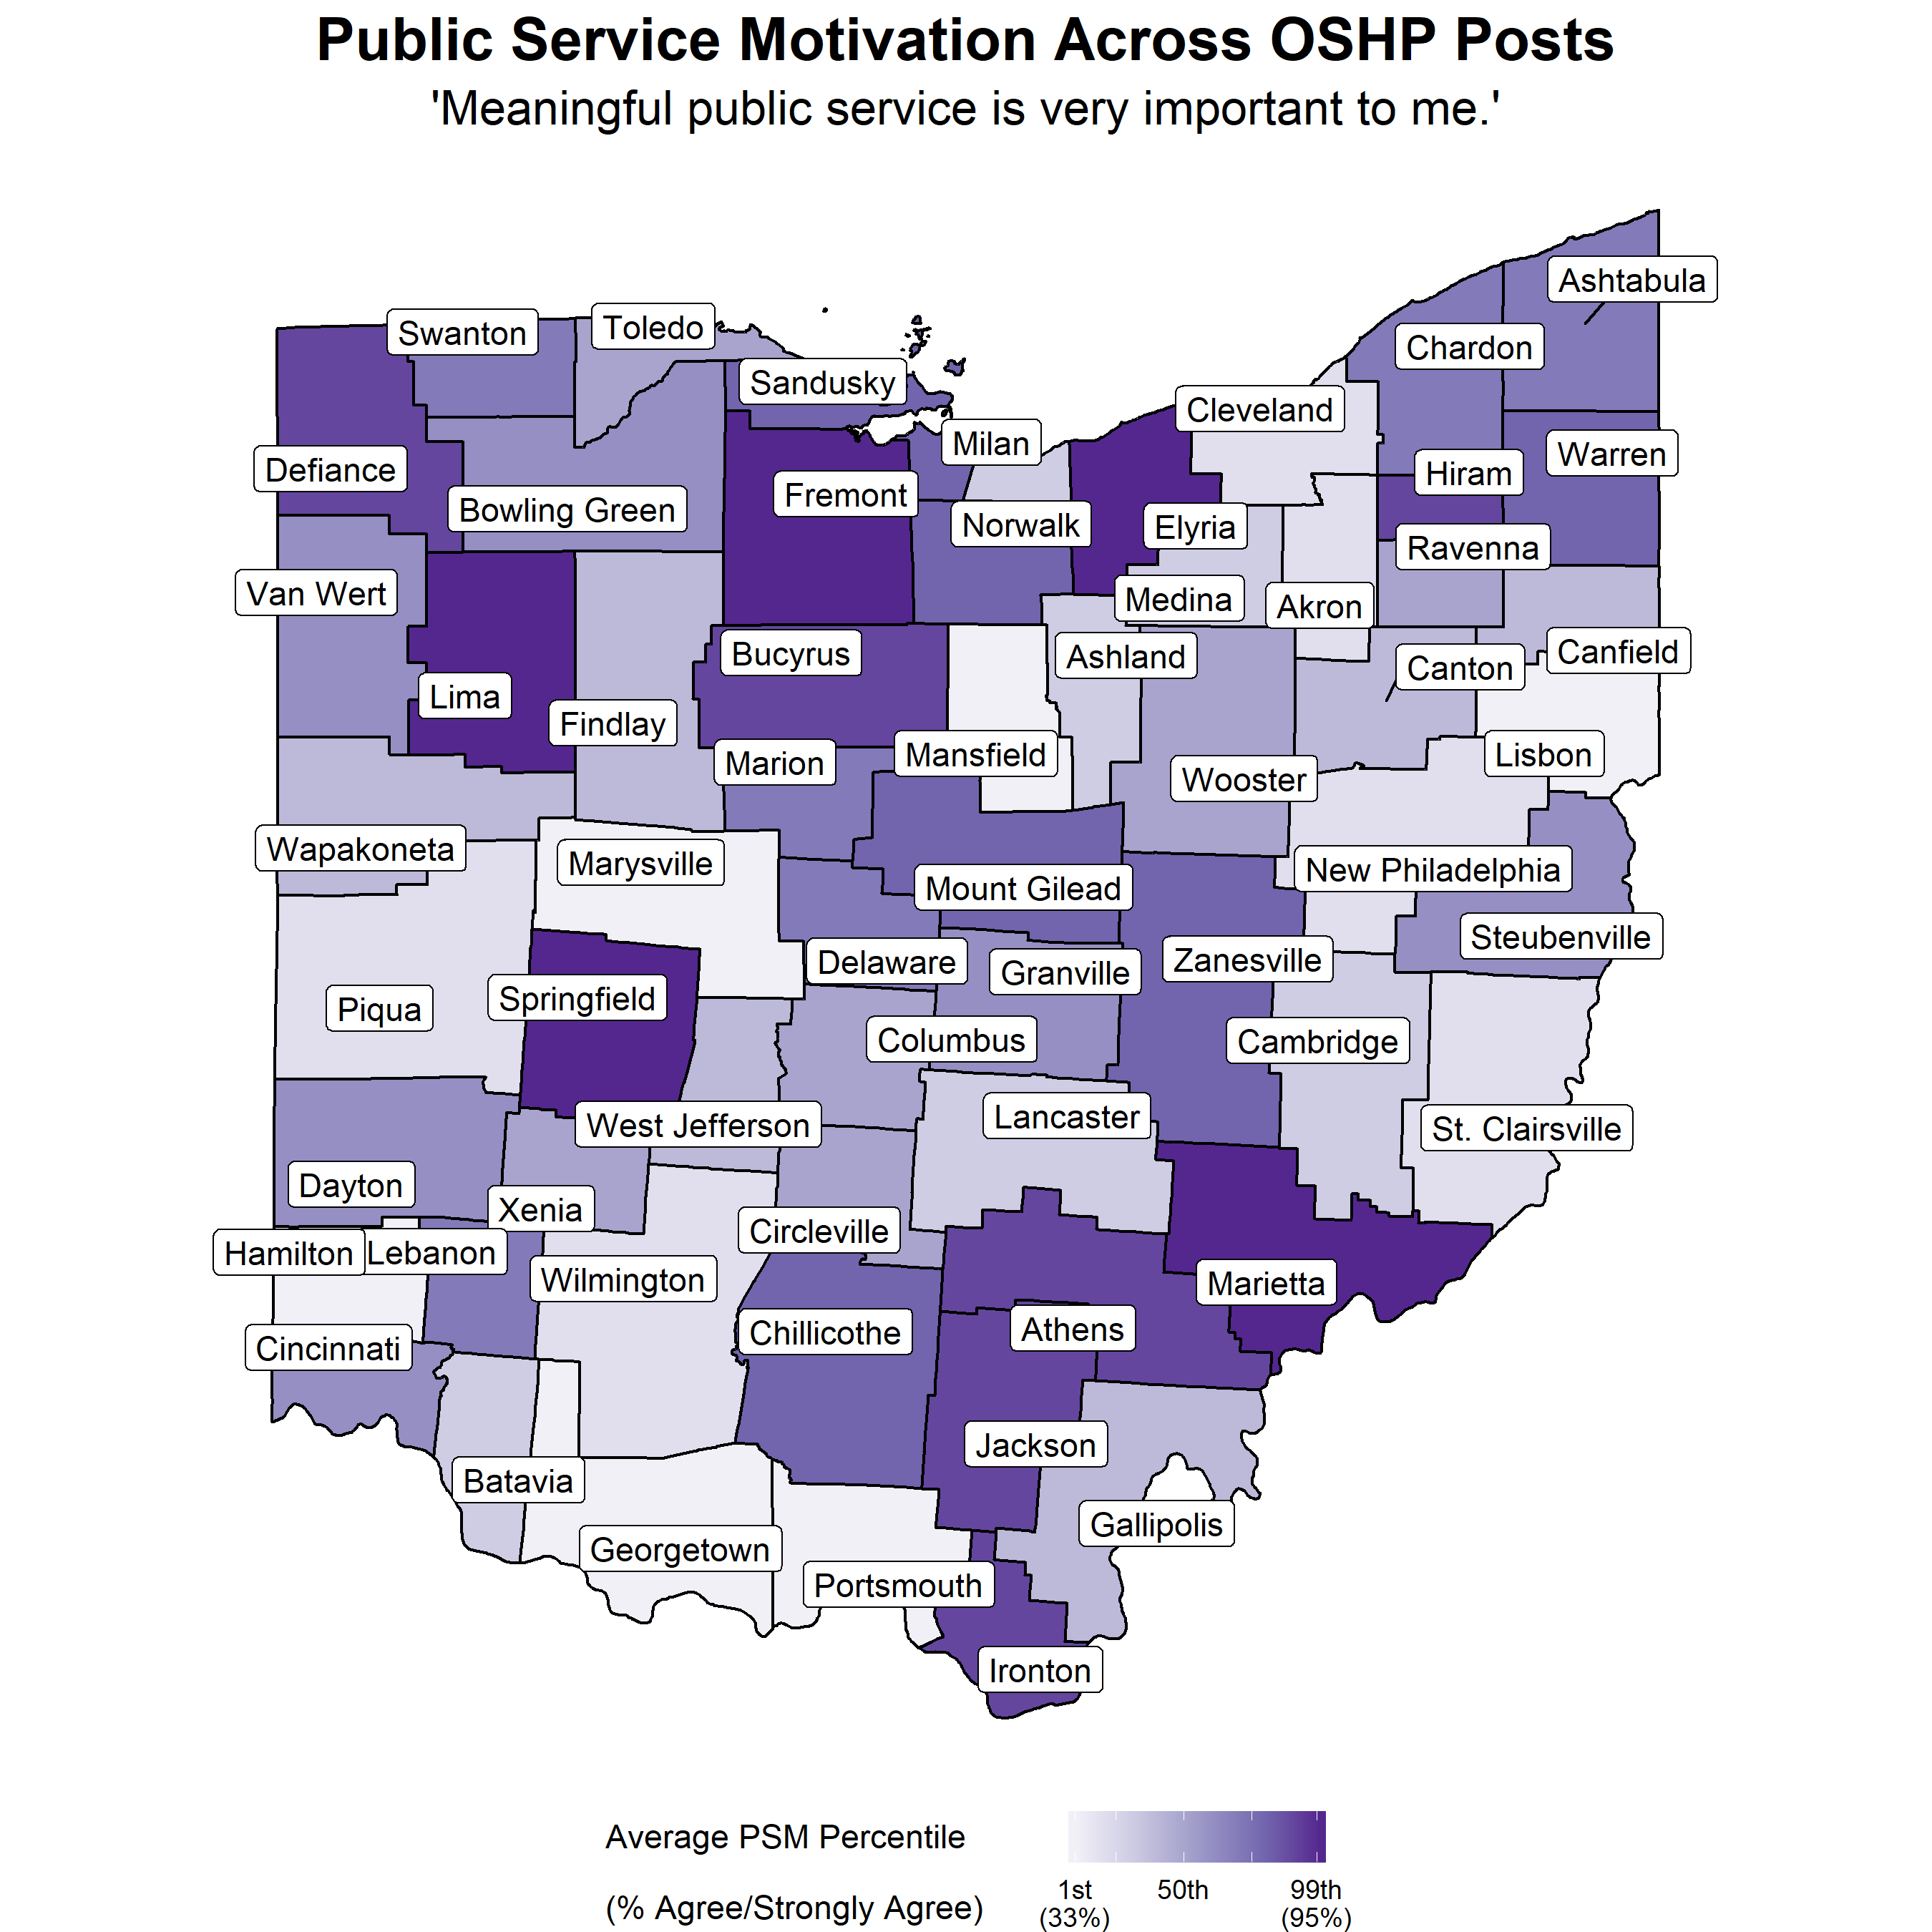 Public Service Motivation Across OSHP Posts
'Meaningful public service is very important to me.'
Ashtabula
Swanton
Toledo
Chardon
Sandusky
Cleveland
Milan
Defiance
Warren
Hiram
Fremont
Bowling Green
Norwalk
Elyria
Ravenna
Van Wert
Medina
Akron
Bucyrus
Ashland
Canfield
Canton
Lima
Findlay
Mansfield
Lisbon
Marion
Wooster
Wapakoneta
Marysville
New Philadelphia
Mount Gilead
Steubenville
Zanesville
Delaware
Granville
Springfield
Piqua
Columbus
Cambridge
Lancaster
West Jefferson
St. Clairsville
Dayton
Xenia
Circleville
Hamilton
Lebanon
Wilmington
Marietta
Athens
Chillicothe
Cincinnati
Jackson
Batavia
Gallipolis
Georgetown
Portsmouth
Ironton
Average PSM Percentile
(% Agree/Strongly Agree)
1st 50th 99th
(33%) (95%)